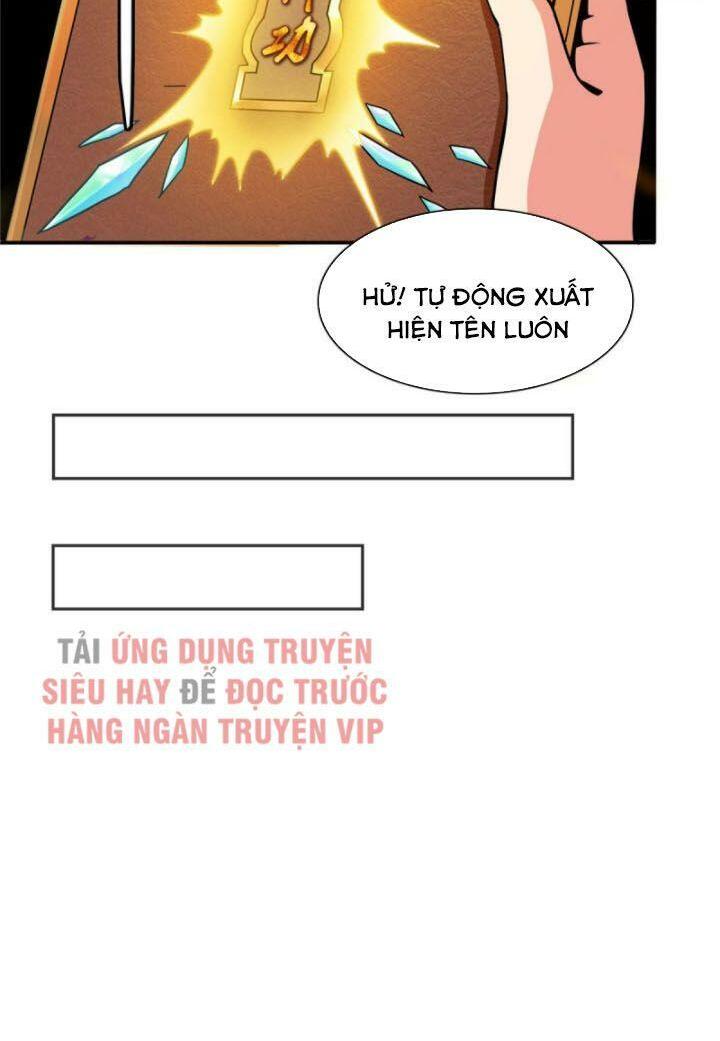 功
HỬ! TỰ ĐỘNG XUẤT
HIỆN TÊN LUÔN
TẢI ỨNG DỤNG TRUYỆN
SIÊU HAY ĐỂ ĐỌC TRƯỚC
HÀNG NGÀN TRUYỆN VIP